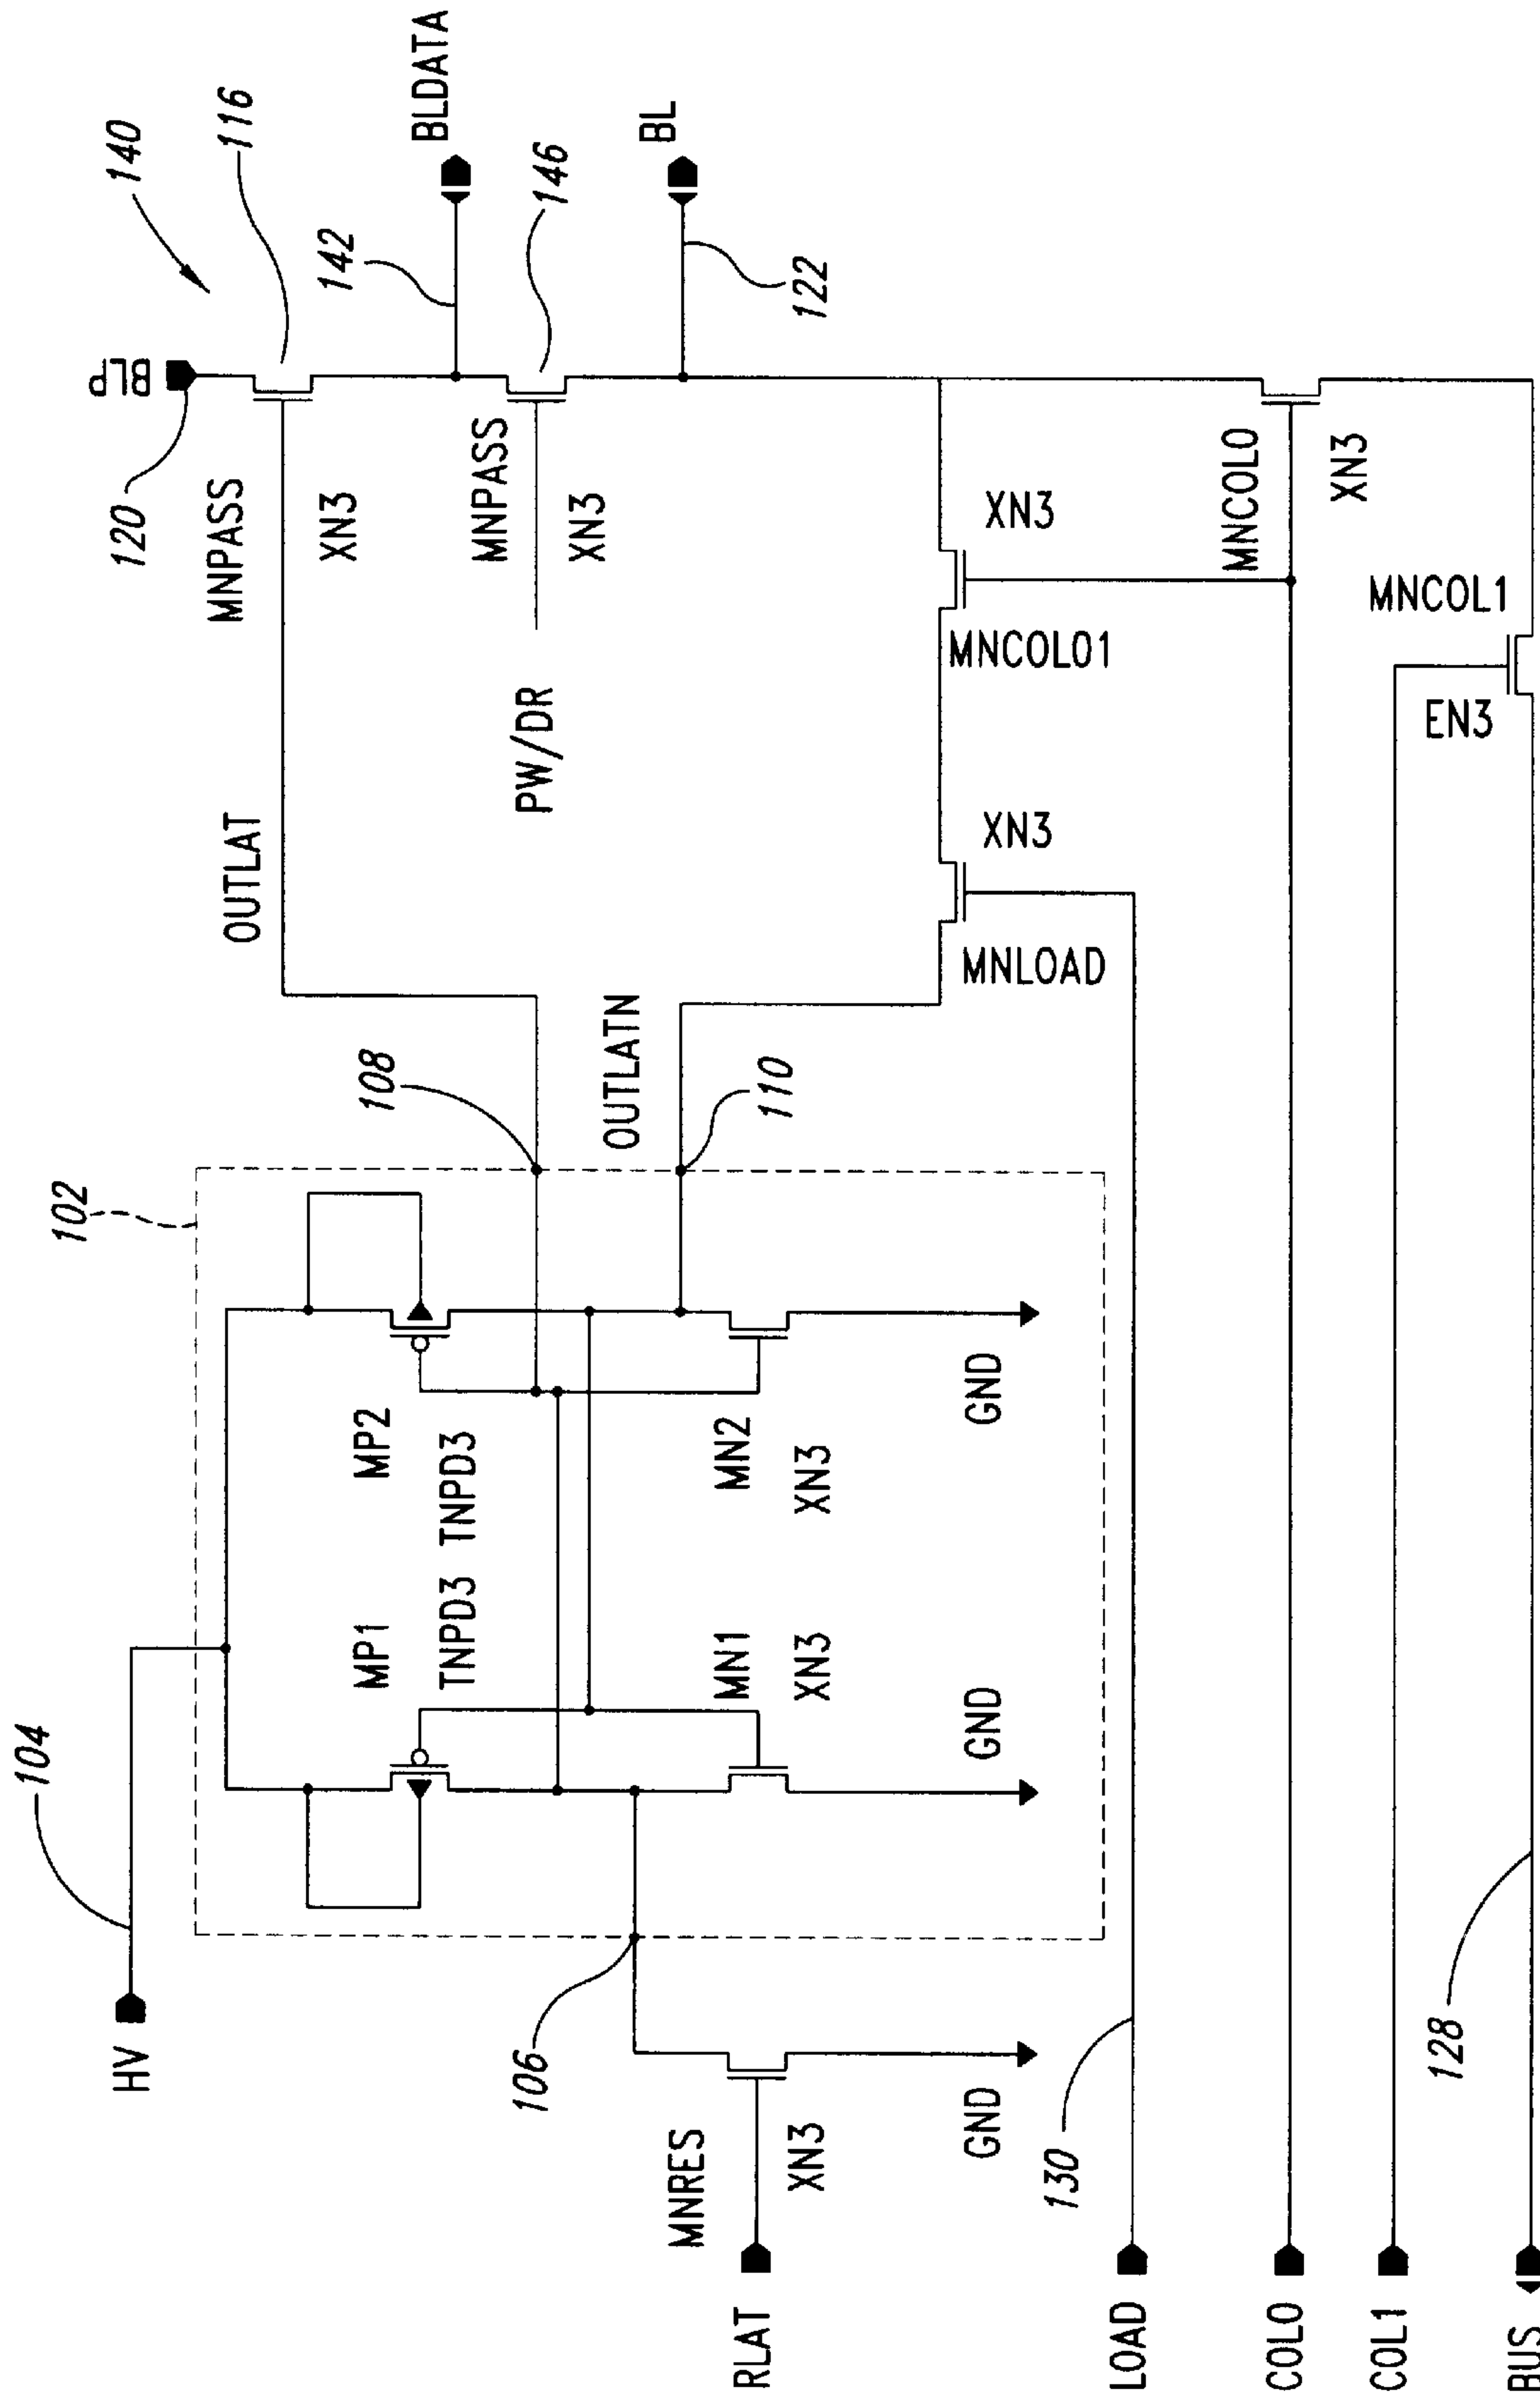 140
116
BLP
120
MNPASS
XN3
142
BLDATA
MNPASS
XN3
146
BL
122
OUTLAT
PW/DR
OUTLATN
108
110
XN3
MNLOAD
XN3
MNCOL01
MNCOL0
XN3
MNCOL1
EN3
102
104
HV
MP1
TNPD3
MP2
TNPD3
MN1
XN3
MN2
XN3
GND
GND
106
MNRES
XN3
GND
RLAT
130
LOAD
COL0
COL1
128
BUS